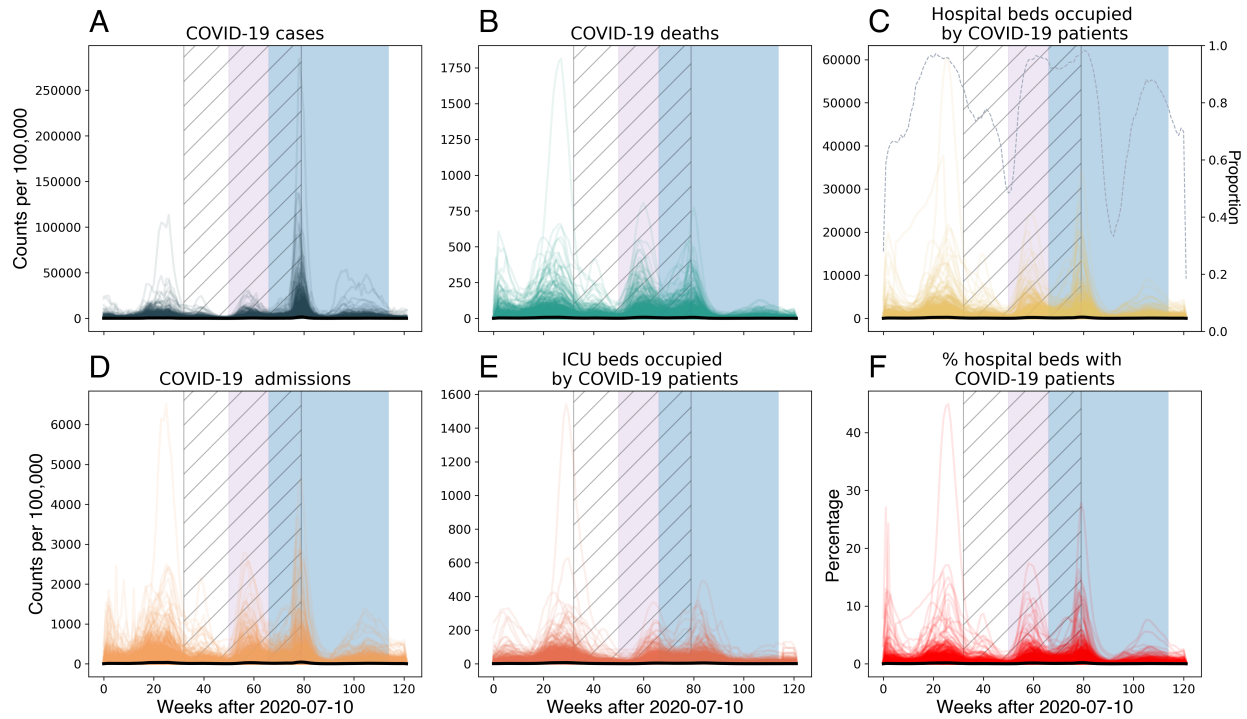 A
COVID-19 cases
Counts per 100,000
250000
200000
150000
100000
50000
0
B
COVID-19 deaths
1750
1500
1250
1000
750
500
250
0
C
Hospital beds occupied
by COVID-19 patients
60000
50000
40000
30000
20000
10000
0
1.0
0.8
0.6
0.4
0.2
0.0
Proportion
D
COVID-19 admissions
Counts per 100,000
6000
5000
4000
3000
2000
1000
0
0 20 40 60 80 100 120
Weeks after 2020-07-10
E
ICU beds occupied
by COVID-19 patients
1600
1400
1200
1000
800
600
400
200
0
0 20 40 60 80 100 120
Weeks after 2020-07-10
F
% hospital beds with
COVID-19 patients
Percentage
40
30
20
10
0
0 20 40 60 80 100 120
Weeks after 2020-07-10